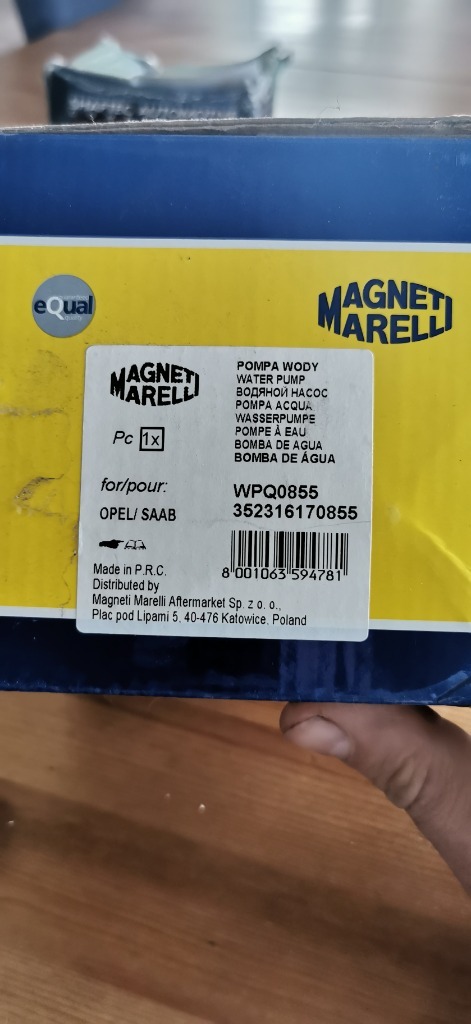 eQual
quality
MAGNETI
MARELLI
MAGNETI
MARELLI
Pc 1x
POMPA WODY
WATER PUMP
ВОДЯНОЙ НАСОС
POMPA ACQUA
WASSERPUMPE
POMPE À EAU
BOMBA DE AGUA
BOMBA DE ÁGUA
for/pour:
WPQ0855
OPEL/ SAAB
352316170855
8 001063 594781
Made in P.R.C.
Distributed by
Magneti Marelli Aftermarket Sp. z o. o.,
Plac pod Lipami 5, 40-476 Katowice, Poland